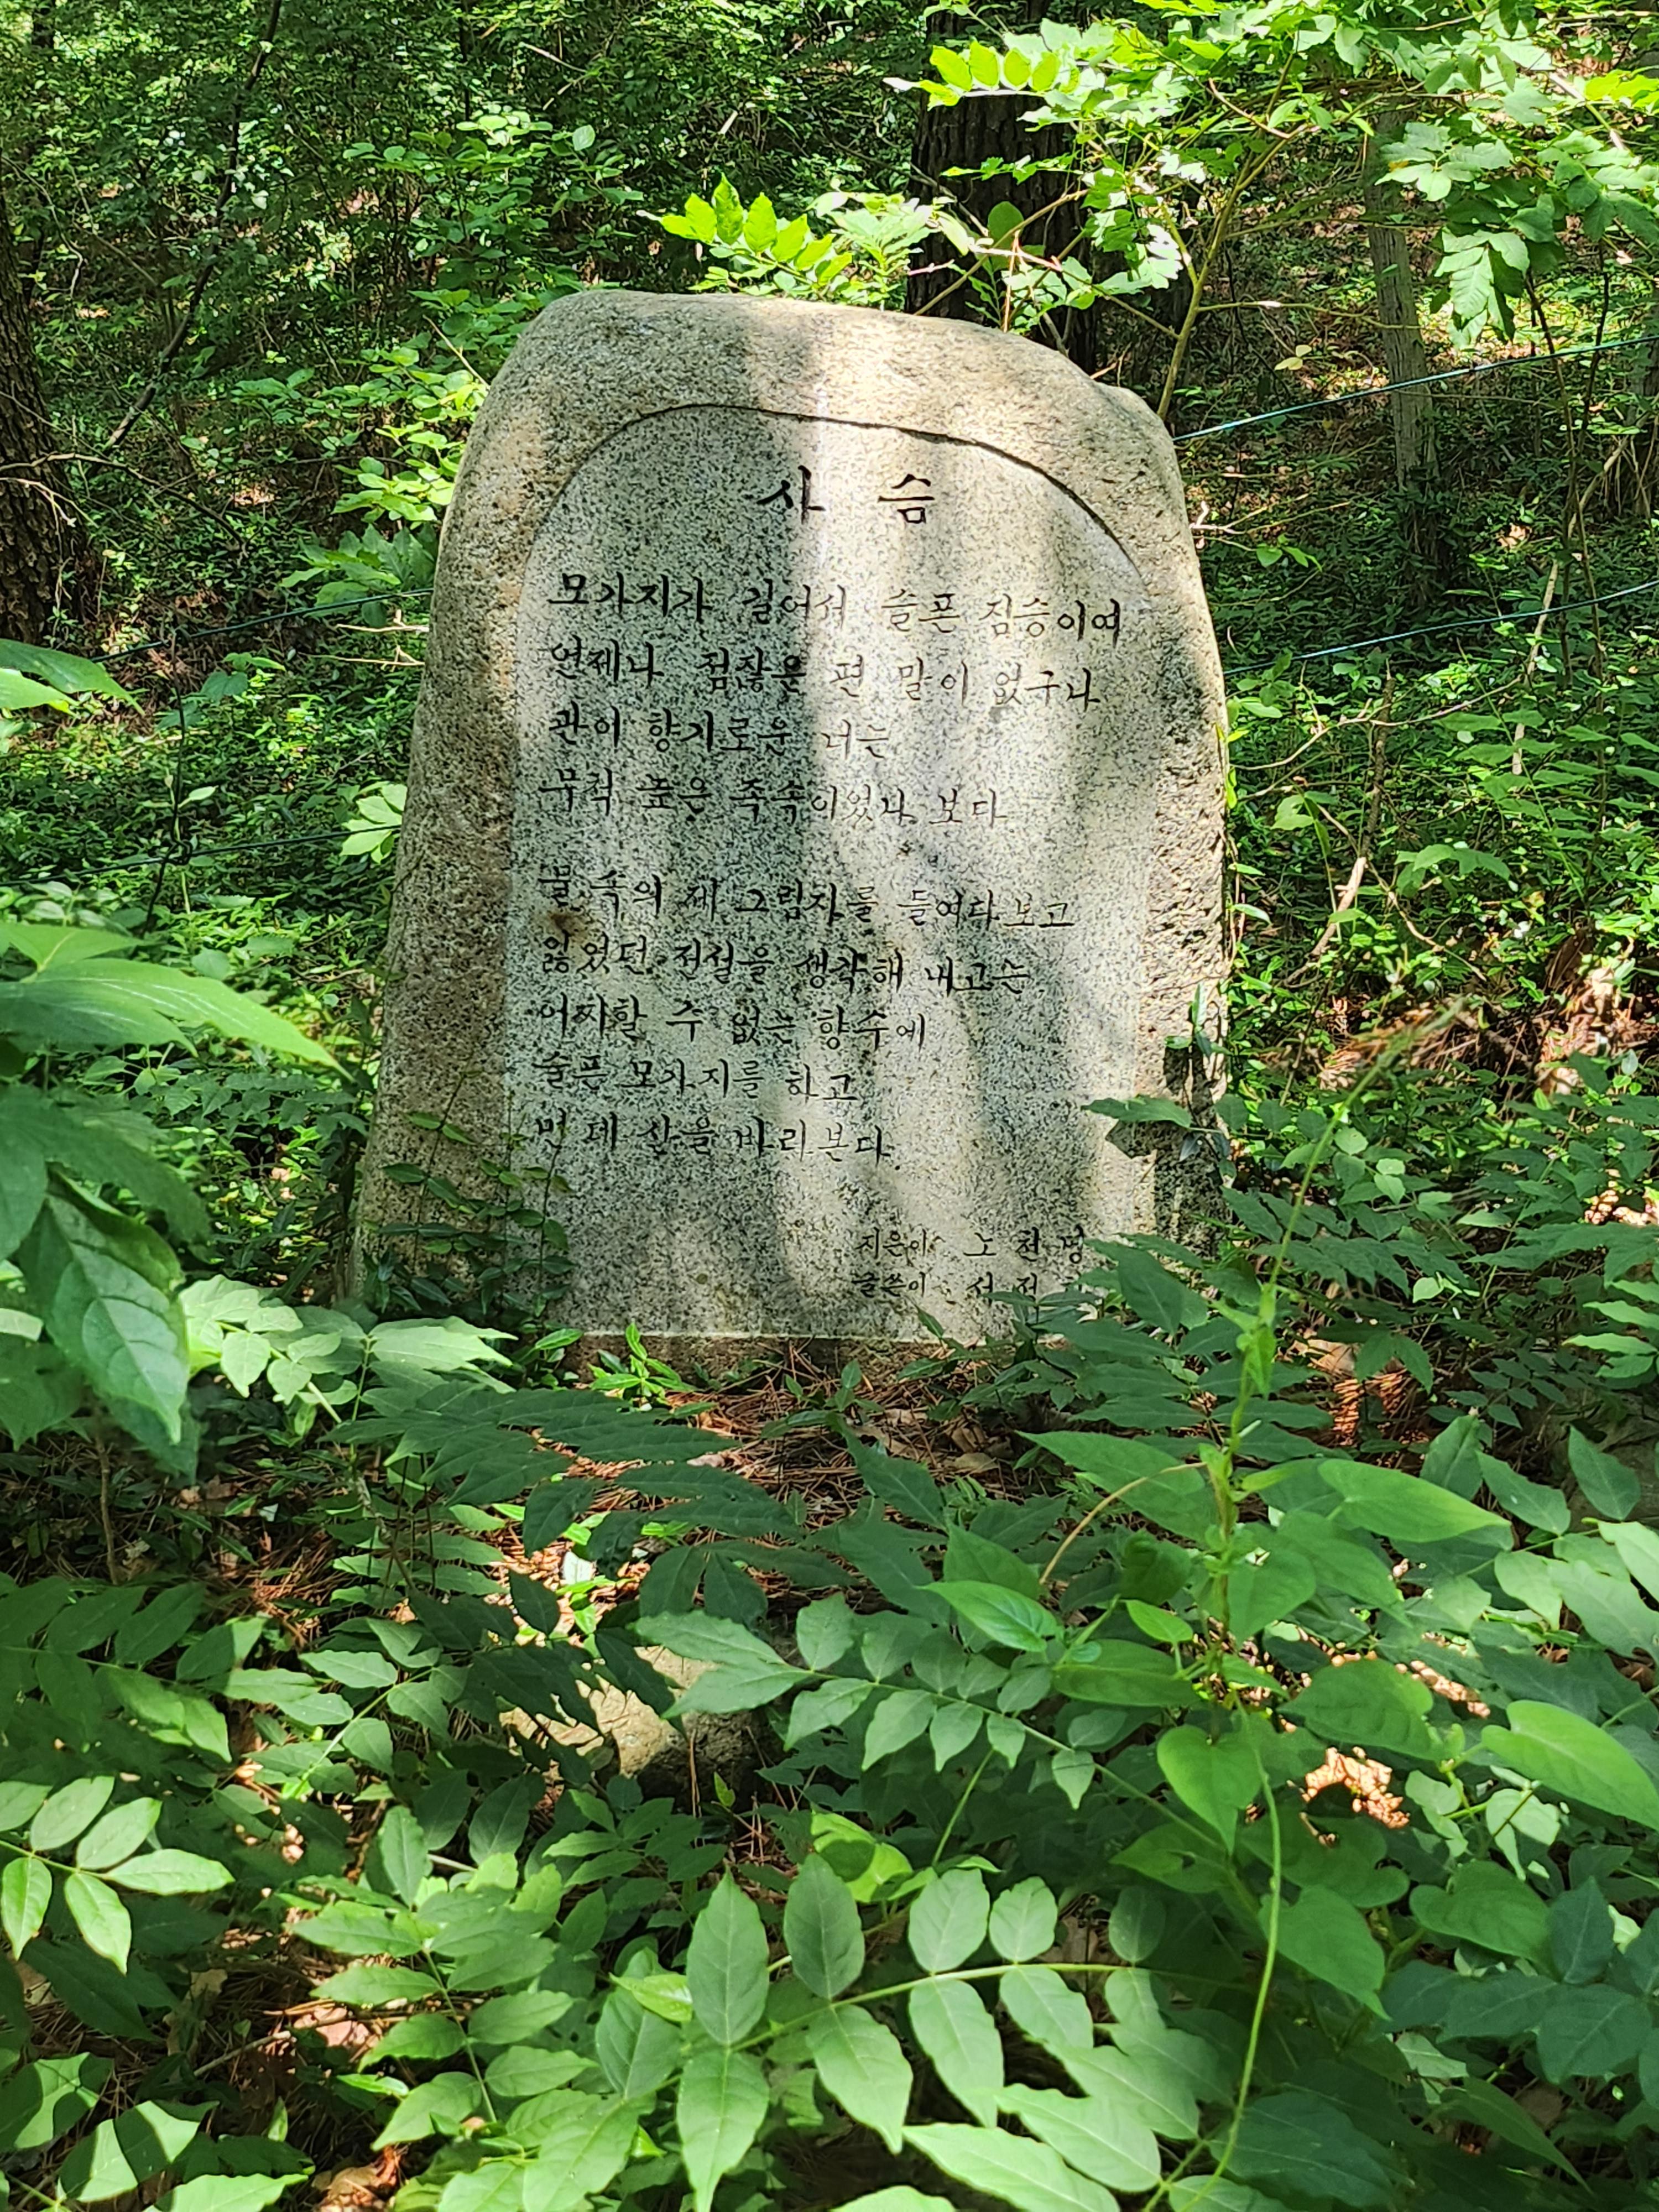 사 슴
모가지가 길어서 슬픈 짐승이여
언제나 점잖은 편 말이 없구나
관이 향기로운 너는
무척 높은 족속이었나 보다
물 속의 제 그림자를 들여다보고
잃었던 전설을 생각해 내고는
어찌할 수 없는 향수에
슬픈 모가지를 하고
먼 데 산을 바라본다.
지은이 노 천 명
글쓴이